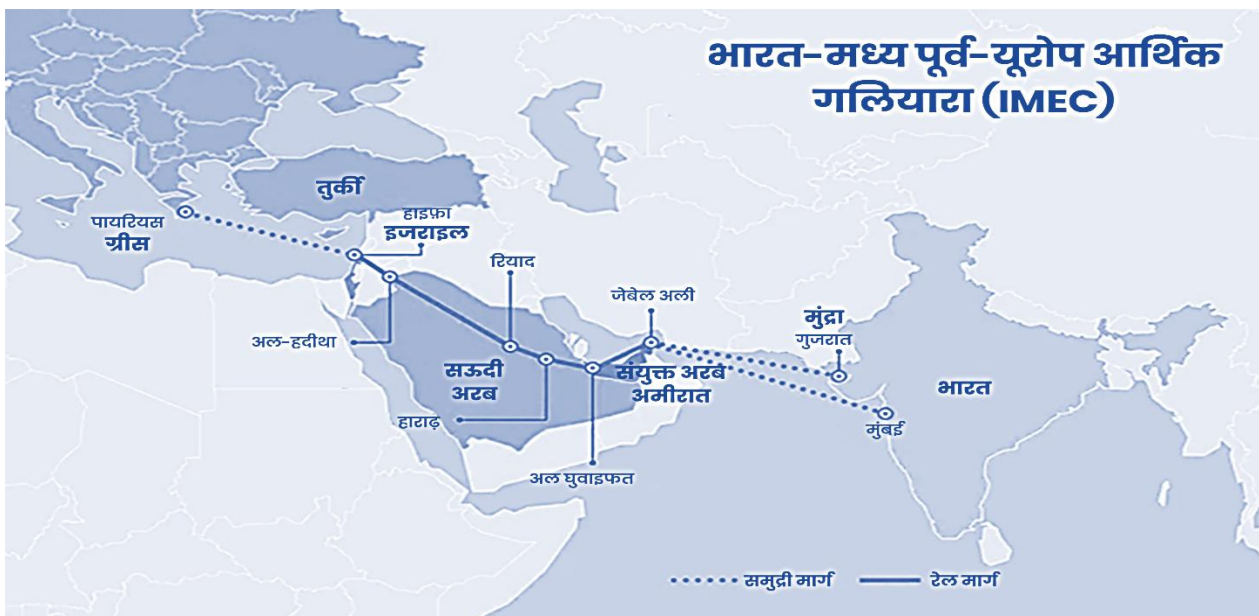 भारत-मध्य पूर्व-यूरोप आर्थिक
गलियारा (IMEC)
तुर्की
पायरियस
ग्रीस
हाइफ़ा
इजराइल
रियाद
जेबेल अली
मुंद्रा
गुजरात
अल-हदीथा
सऊदी
अरब
संयुक्त अरब
अमीरात
भारत
हाराढ़
मुंबई
अल घुवाइफत
समुद्री मार्ग
रेल मार्ग